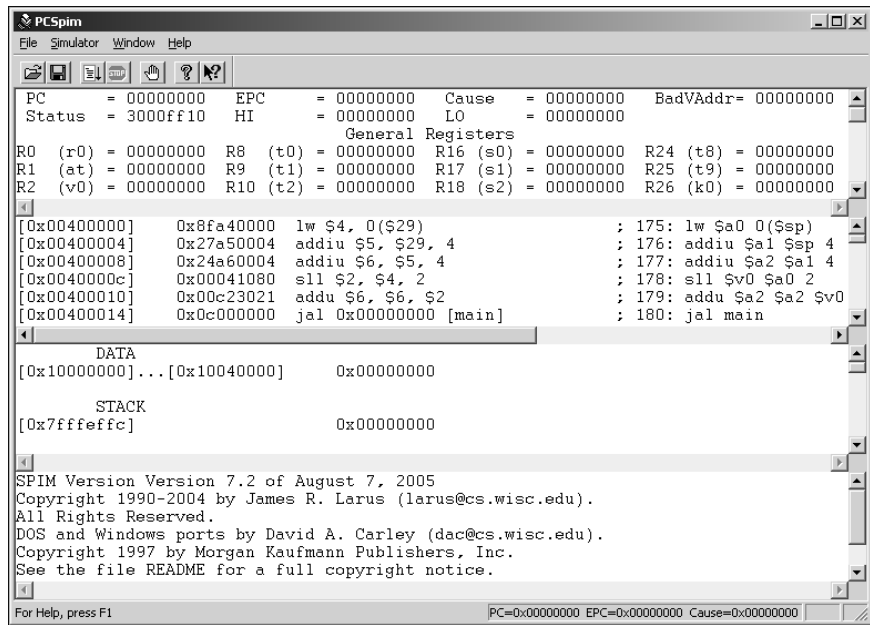 PCSpim
File Simulator Window Help
STOP
PC = 00000000 EPC = 00000000 Cause = 00000000 BadVAddr= 00000000
Status = 3000ff10 HI = 00000000 LO = 00000000
General Registers
R0 (r0) = 00000000 R8 (t0) = 00000000 R16 (s0) = 00000000 R24 (t8) = 00000000
R1 (at) = 00000000 R9 (t1) = 00000000 R17 (s1) = 00000000 R25 (t9) = 00000000
R2 (v0) = 00000000 R10 (t2) = 00000000 R18 (s2) = 00000000 R26 (k0) = 00000000
[0x00400000] 0x8fa40000 lw $4, 0($29) ; 175: lw $a0 0($sp)
[0x00400004] 0x27a50004 addiu $5, $29, 4 ; 176: addiu $a1 $sp 4
[0x00400008] 0x24a60004 addiu $6, $5, 4 ; 177: addiu $a2 $a1 4
[0x0040000c] 0x00041080 sll $2, $4, 2 ; 178: sll $v0 $a0 2
[0x00400010] 0x00c23021 addu $6, $6, $2 ; 179: addu $a2 $a2 $v0
[0x00400014] 0x0c000000 jal 0x00000000 [main] ; 180: jal main
DATA
[0x10000000]...[0x10040000] 0x00000000
STACK
[0x7fffeffc] 0x00000000
SPIM Version Version 7.2 of August 7, 2005
Copyright 1990-2004 by James R. Larus (larus@cs.wisc.edu).
All Rights Reserved.
DOS and Windows ports by David A. Carley (dac@cs.wisc.edu).
Copyright 1997 by Morgan Kaufmann Publishers, Inc.
See the file README for a full copyright notice.
For Help, press F1 PC=0x00000000 EPC=0x00000000 Cause=0x00000000